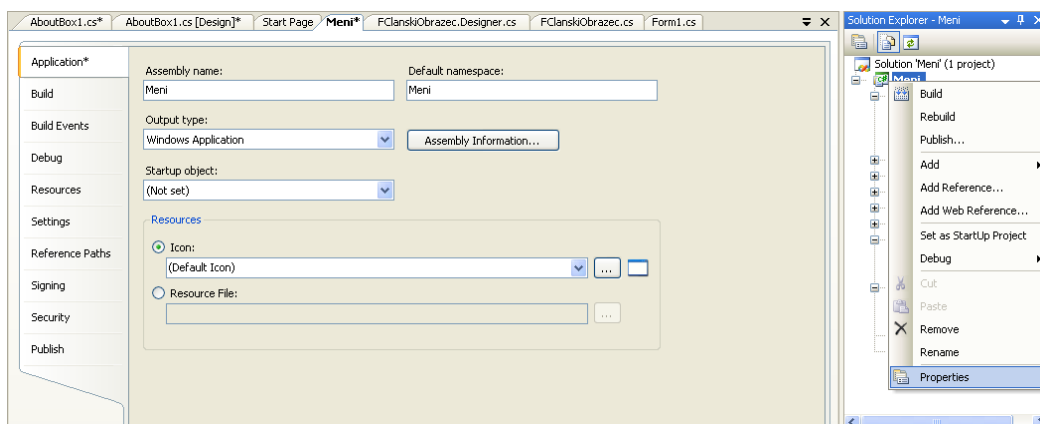 AboutBox1.cs* AboutBox1.cs [Design]* Start Page Meni* FClanskiObrazec.Designer.cs FClanskiObrazec.cs Form1.cs
Application*
Build
Build Events
Debug
Resources
Settings
Reference Paths
Signing
Security
Publish
Assembly name: Default namespace:
Meni Meni
Output type:
Windows Application Assembly Information...
Startup object:
(Not set)
Resources
Icon:
(Default Icon) ...
Resource File:
...
Solution Explorer - Meni
Solution 'Meni' (1 project)
Meni
Build
Rebuild
Publish...
Add
Add Reference...
Add Web Reference...
Set as StartUp Project
Debug
Cut
Paste
Remove
Rename
Properties